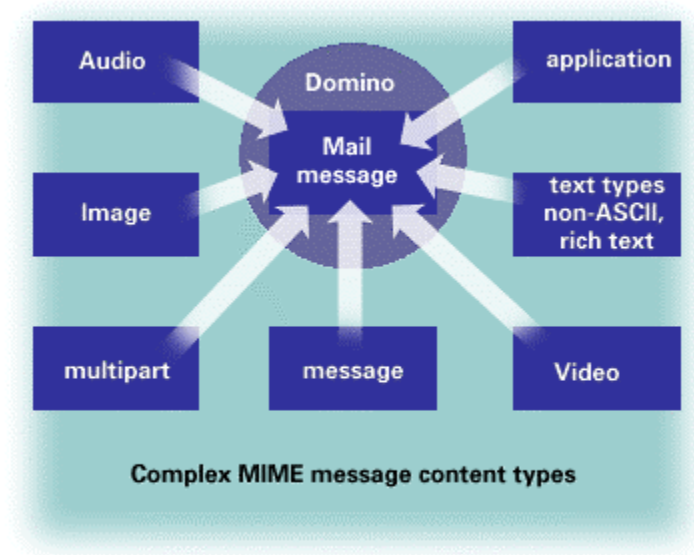 Audio
Domino
application
Mail
message
Image
text types
non-ASCII,
rich text
multipart
message
Video
Complex MIME message content types